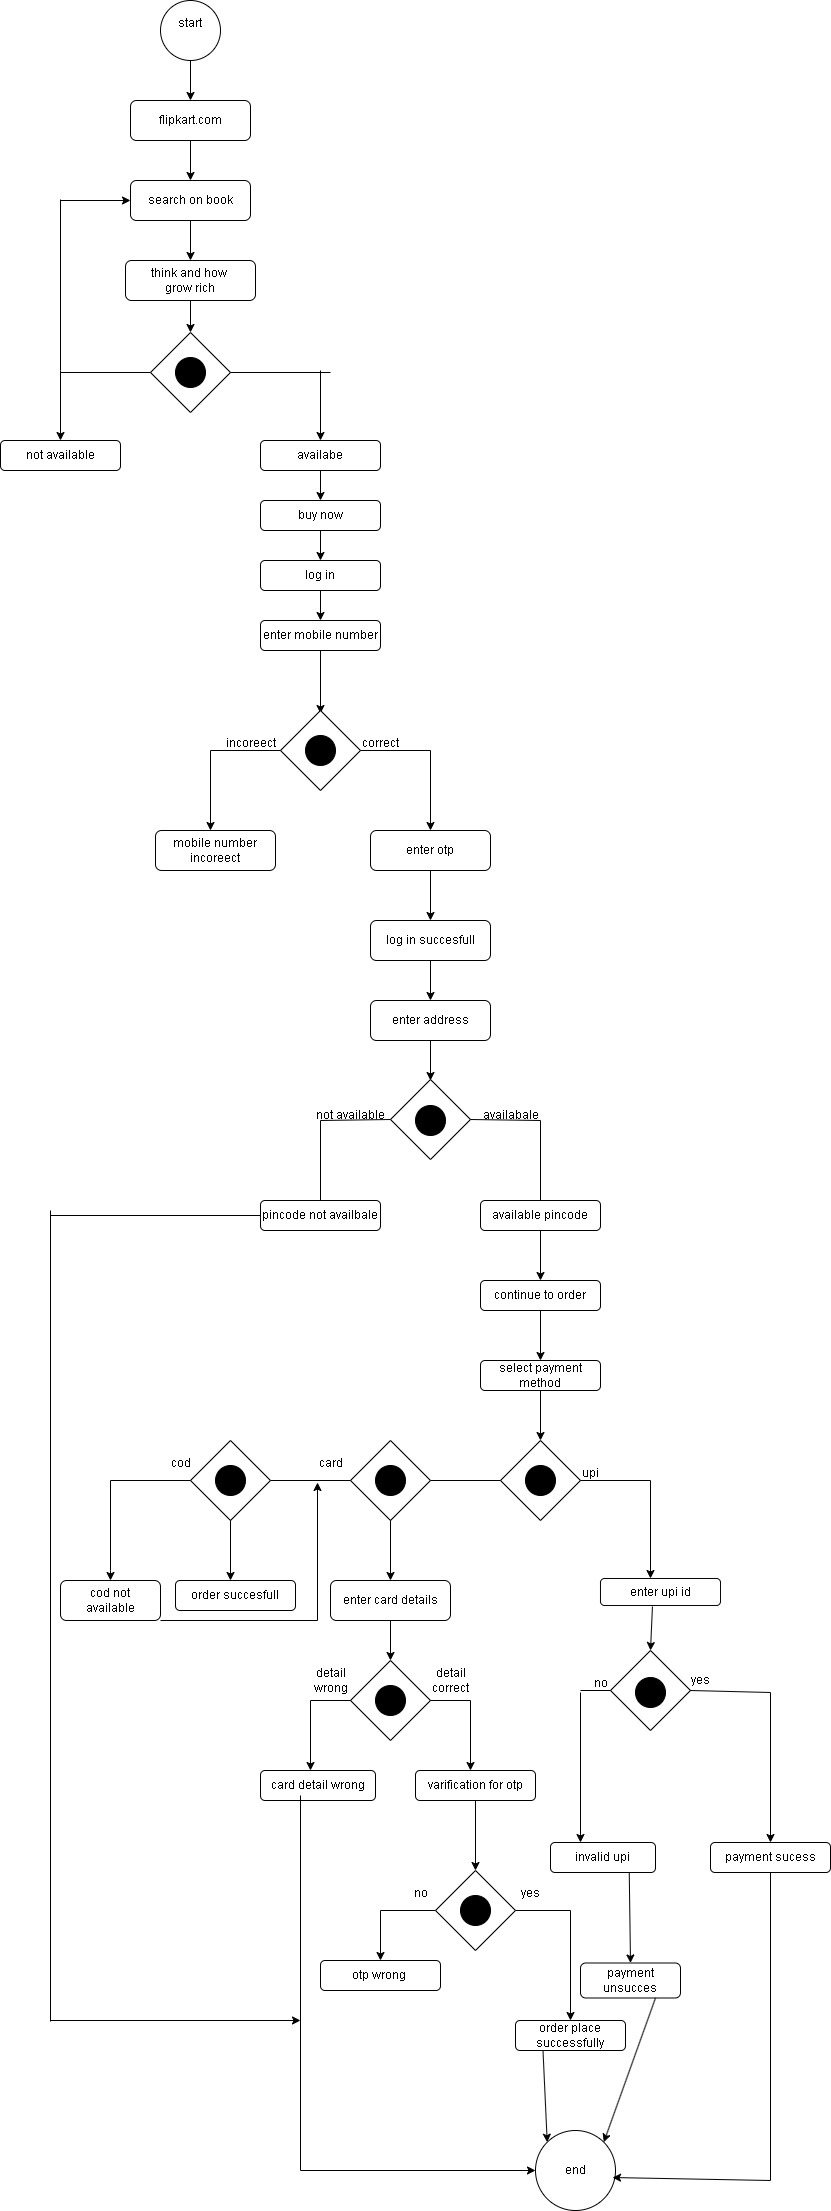 start
flipkart.com
search on book
think and how
grow rich
not available
availabe
buy now
log in
enter mobile number
incoreect
correct
mobile number
incoreect
enter otp
log in succesfull
enter address
not available
availabale
pincode not availbale
available pincode
continue to order
select payment
method
cod
card
upi
cod not
available
order succesfull
enter card details
enter upi id
detail
wrong
detail
correct
no
yes
card detail wrong
varification for otp
invalid upi
payment sucess
no
yes
otp wrong
payment
unsucces
order place
successfully
end